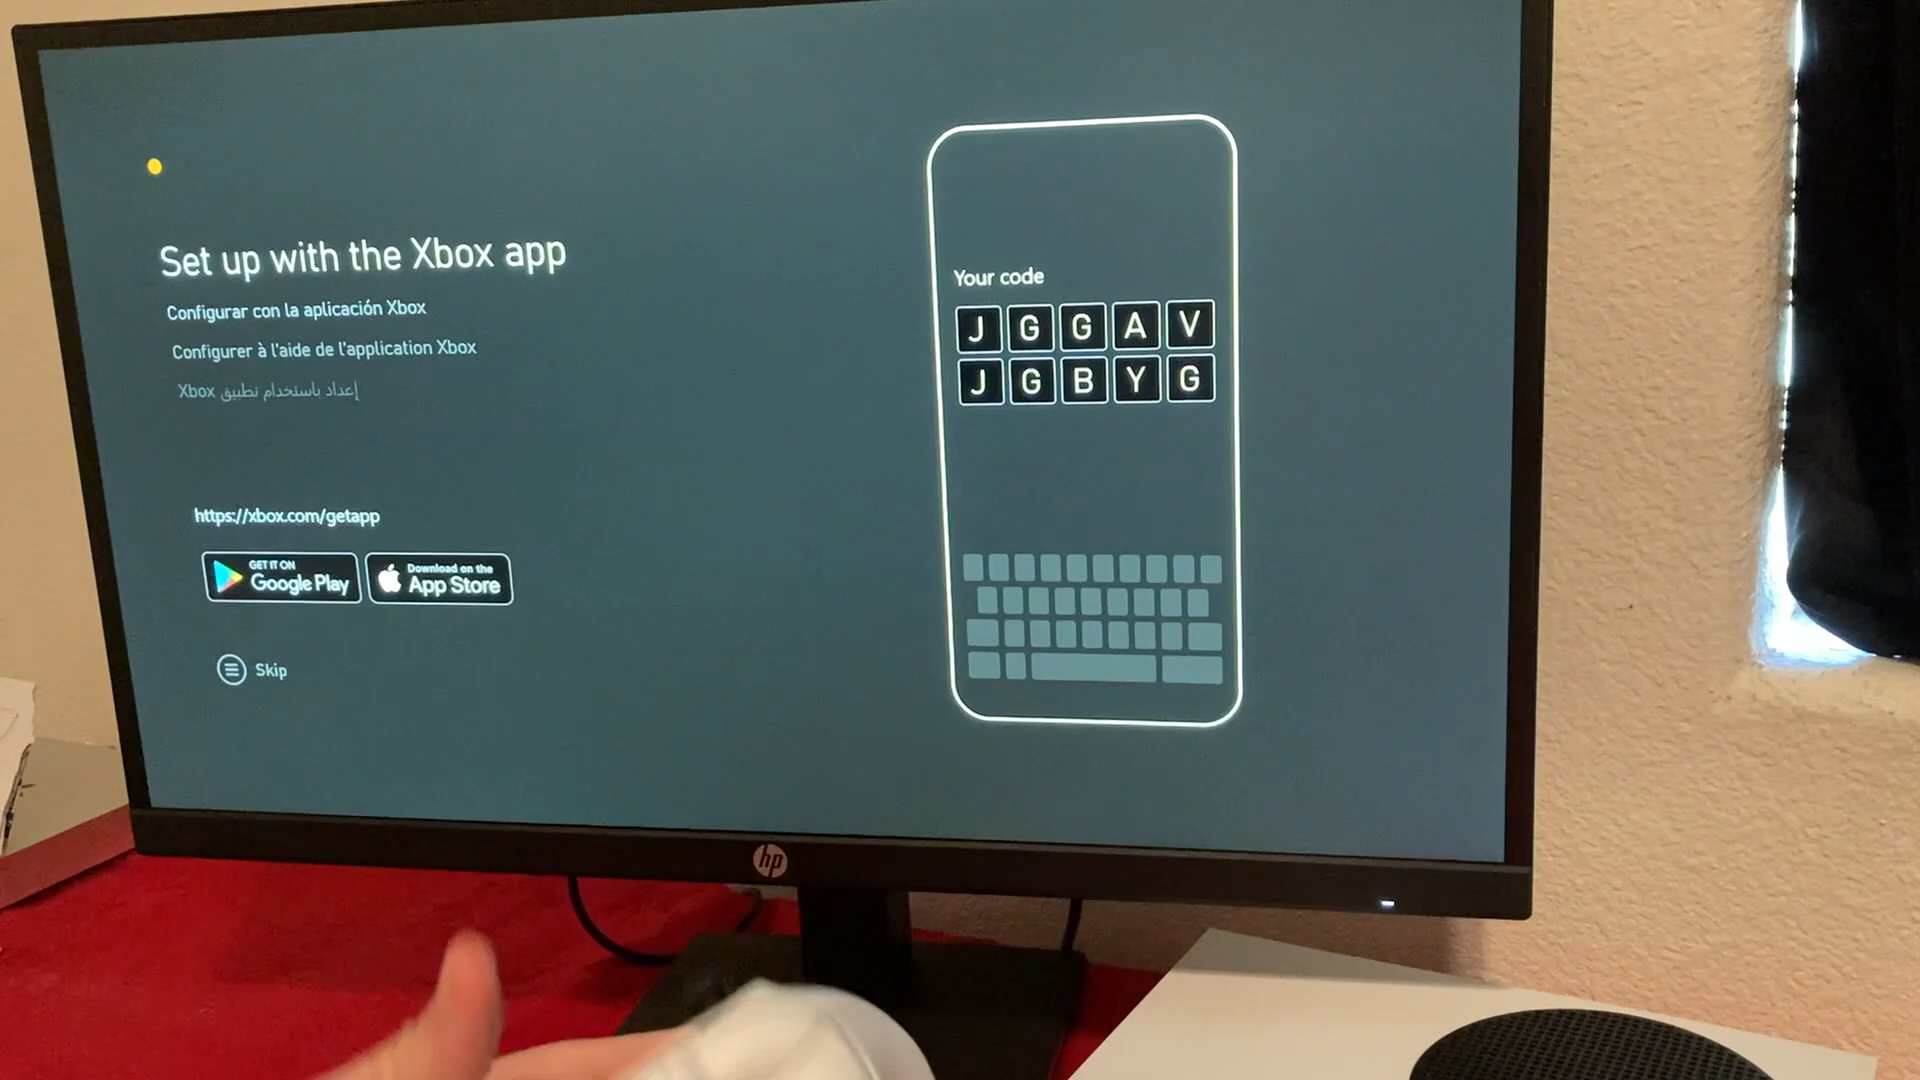 Set up with the Xbox app
Configurar con la aplicación Xbox
Configurer à l'aide de l'application Xbox
إعداد باستخدام تطبيق Xbox
https://xbox.com/getapp
GET IT ON
Google Play
Download on the
App Store
Skip
Your code
J G G A V
J G B Y G
hp